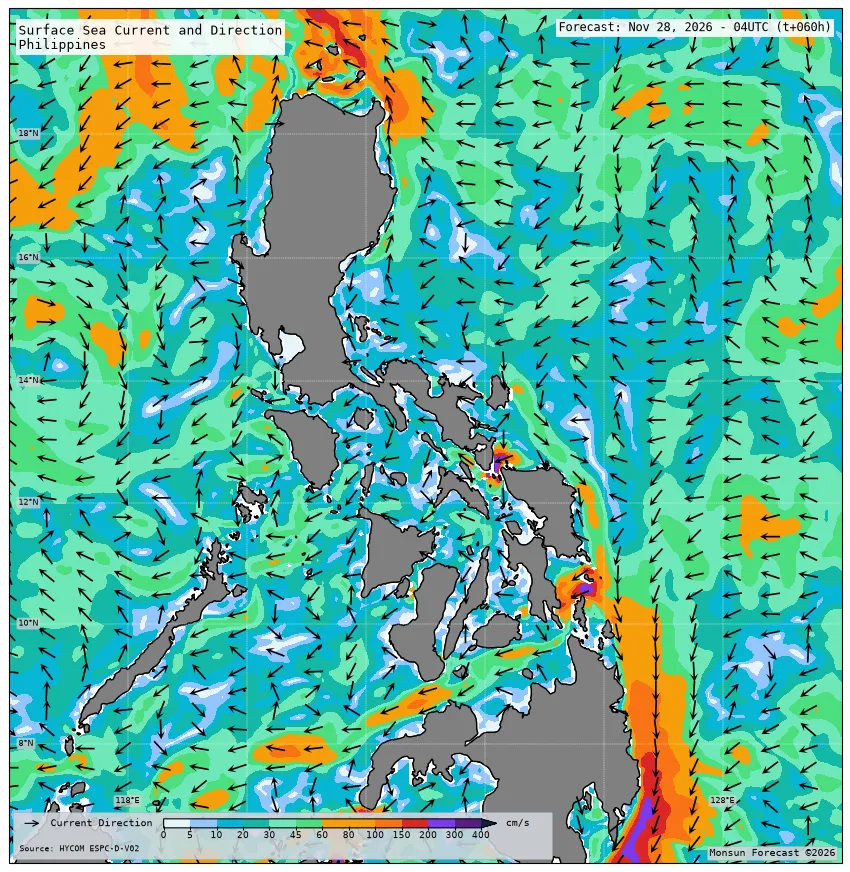 Surface Sea Current and Direction
Philippines
Forecast: Nov 28, 2026 - 04UTC (t+060h)
18°N
16°N
14°N
12°N
10°N
8°N
118°E
128°E
Current Direction
0 5 10 20 30 45 60 80 100 150 200 300 400
cm/s
Source: HYCOM ESPC-D-V02
Monsun Forecast ©2026